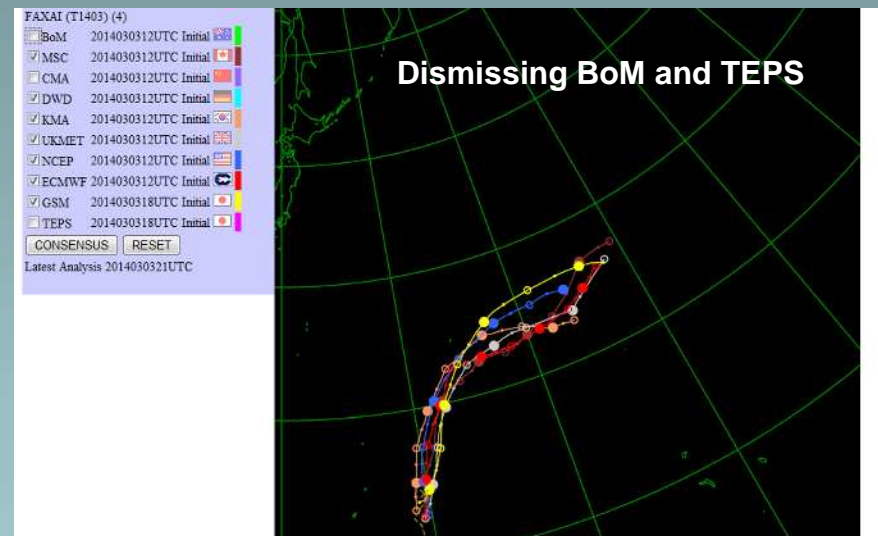 FAXAI (T1403) (4)
BoM 2014030312UTC Initial
MSC 2014030312UTC Initial
CMA 2014030312UTC Initial
DWD 2014030312UTC Initial
KMA 2014030312UTC Initial
UKMET 2014030312UTC Initial
NCEP 2014030312UTC Initial
ECMWF 2014030312UTC Initial
GSM 2014030318UTC Initial
TEPS 2014030318UTC Initial
CONSENSUS RESET
Latest Analysis 2014030321UTC
Dismissing BoM and TEPS